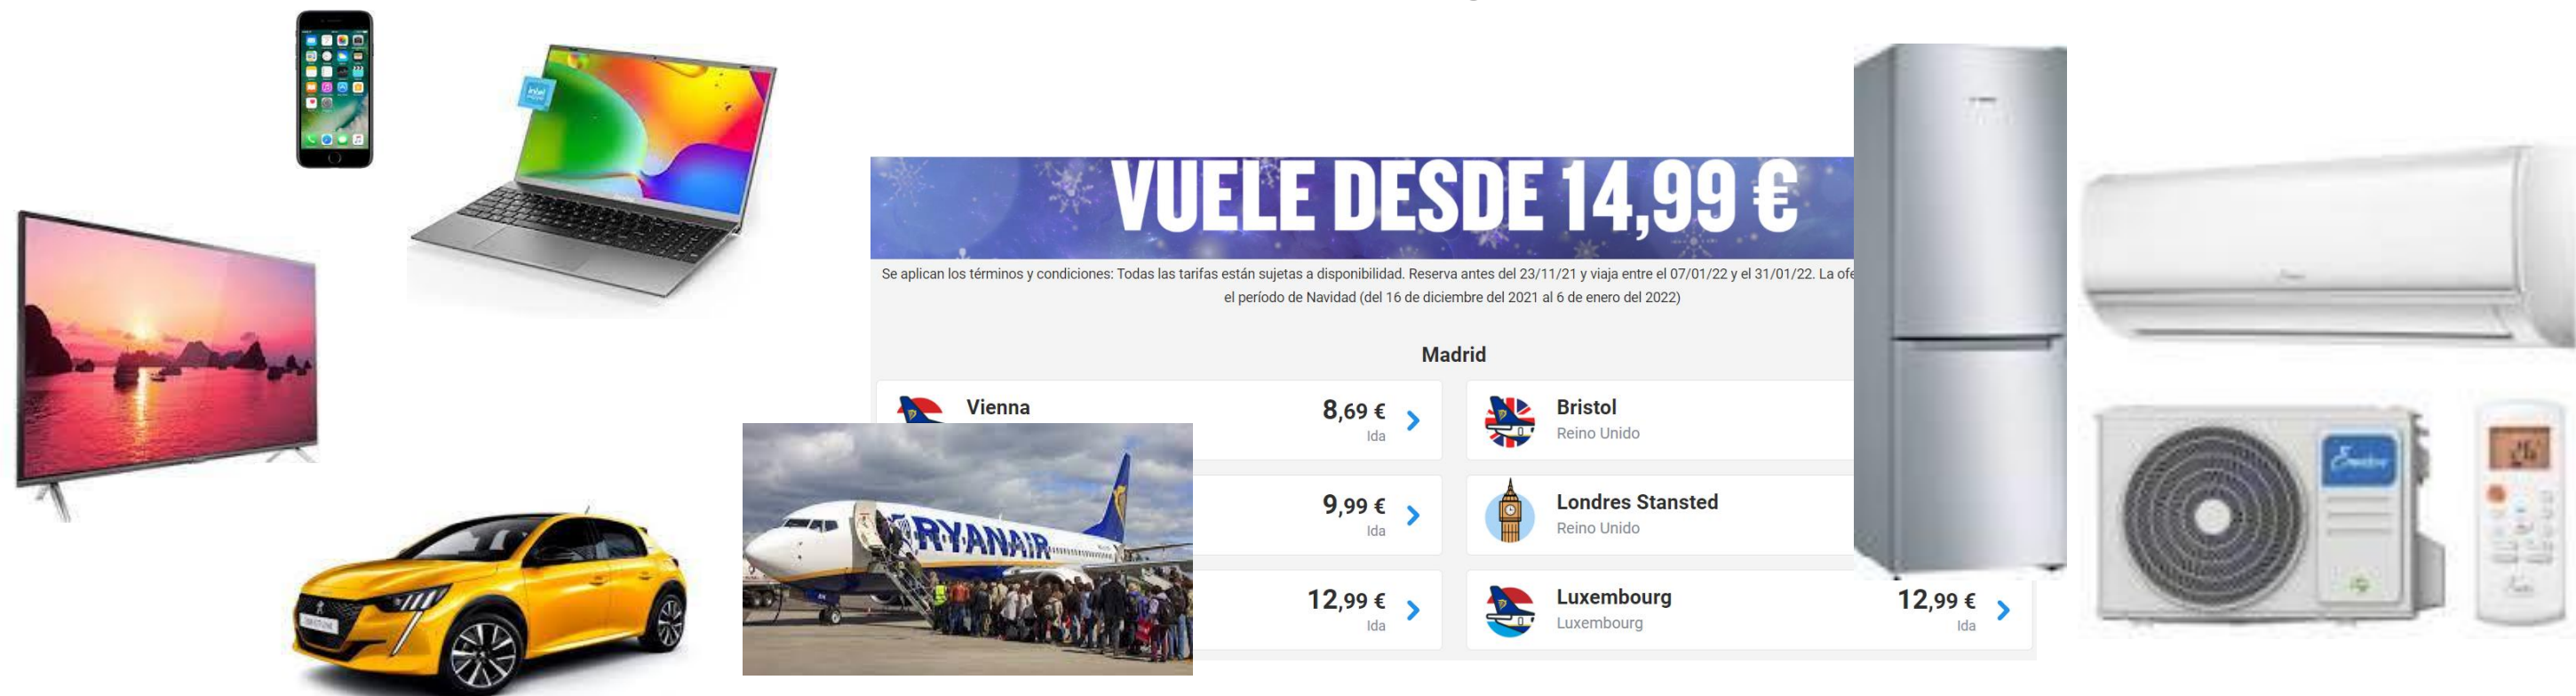 intel
VUELE DESDE 14,99 €
Se aplican los términos y condiciones: Todas las tarifas están sujetas a disponibilidad. Reserva antes del 23/11/21 y viaja entre el 07/01/22 y el 31/01/22. La ofe
el período de Navidad (del 16 de diciembre del 2021 al 6 de enero del 2022)
Madrid
Vienna
8,69 €
Ida
Bristol
Reino Unido
9,99 €
Ida
Londres Stansted
Reino Unido
12,99 €
Ida
Luxembourg
Luxembourg
12,99 €
Ida
RYANAIR